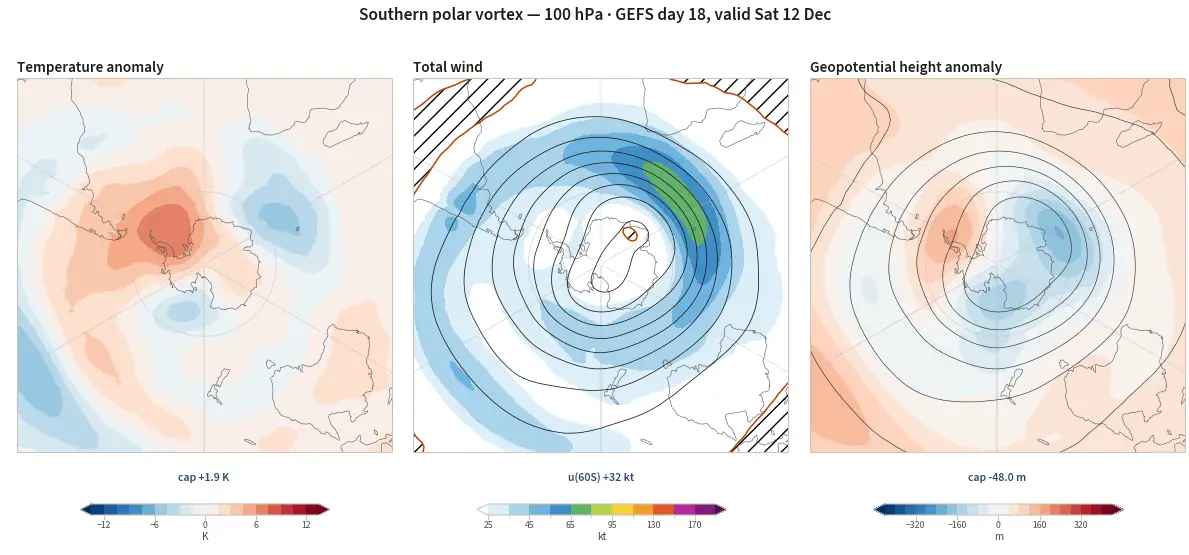 Southern polar vortex — 100 hPa · GEFS day 18, valid Sat 12 Dec
Temperature anomaly
Total wind
Geopotential height anomaly
cap +1.9 K
u(60S) +32 kt
cap -48.0 m
−12 −6 0 6 12
K
25 45 65 95 130 170
kt
−320 −160 0 160 320
m